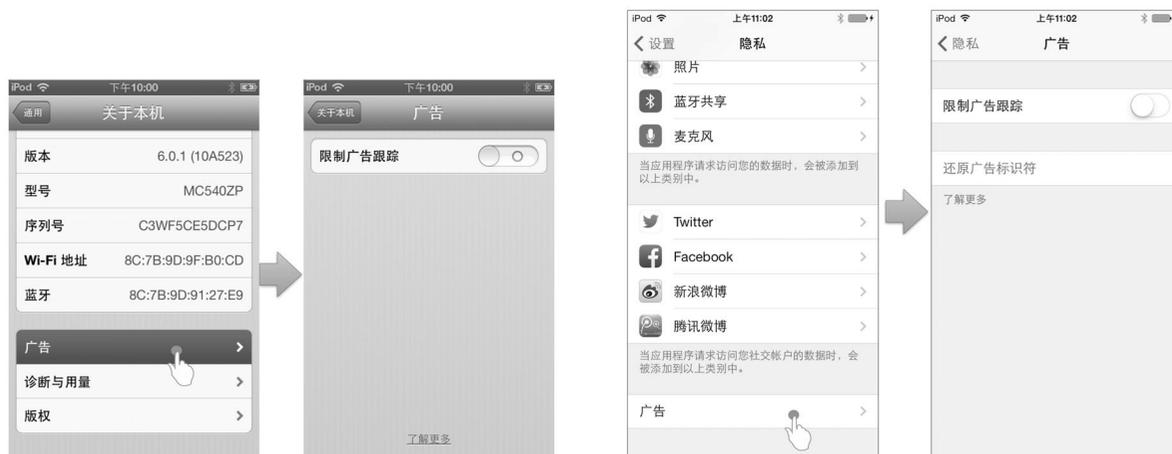 iPod 下午10:00
通用 关于本机
版本 6.0.1 (10A523)
型号 MC540ZP
序列号 C3WF5CE5DCP7
Wi-Fi 地址 8C:7B:9D:9F:B0:CD
蓝牙 8C:7B:9D:91:27:E9
广告
诊断与用量
版权
iPod 下午10:00
关于本机 广告
限制广告跟踪
了解更多
iPod 上午11:02
设置 隐私
照片
蓝牙共享
麦克风
当应用程序请求访问您的数据时，会被添加到
以上类别中。
Twitter
Facebook
新浪微博
腾讯微博
当应用程序请求访问您社交帐户的数据时，会
被添加到以上类别中。
广告
iPod 上午11:02
隐私 广告
限制广告跟踪
还原广告标识符
了解更多